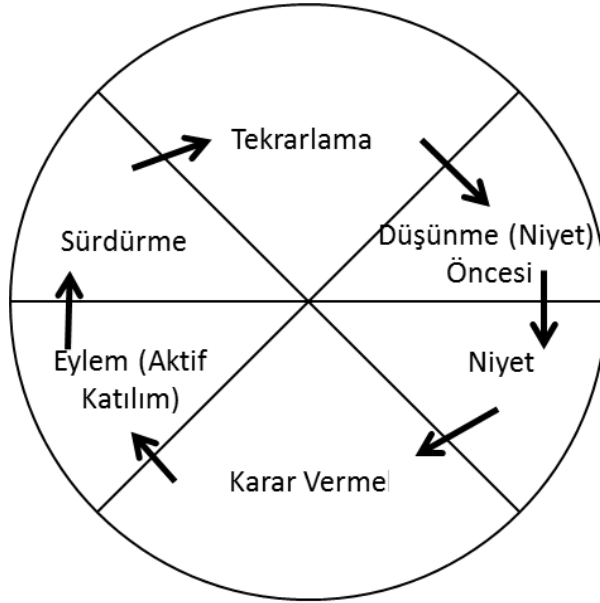 Tekrarlama
Düşünme (Niyet)
Öncesi
Niyet
Karar Verme
Eylem (Aktif
Katılım)
Sürdürme